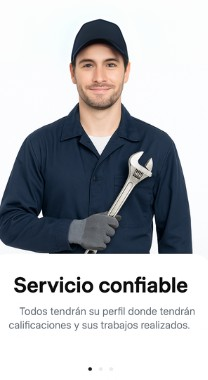 Servicio confiable
Todos tendrán su perfil donde tendrán
calificaciones y sus trabajos realizados.